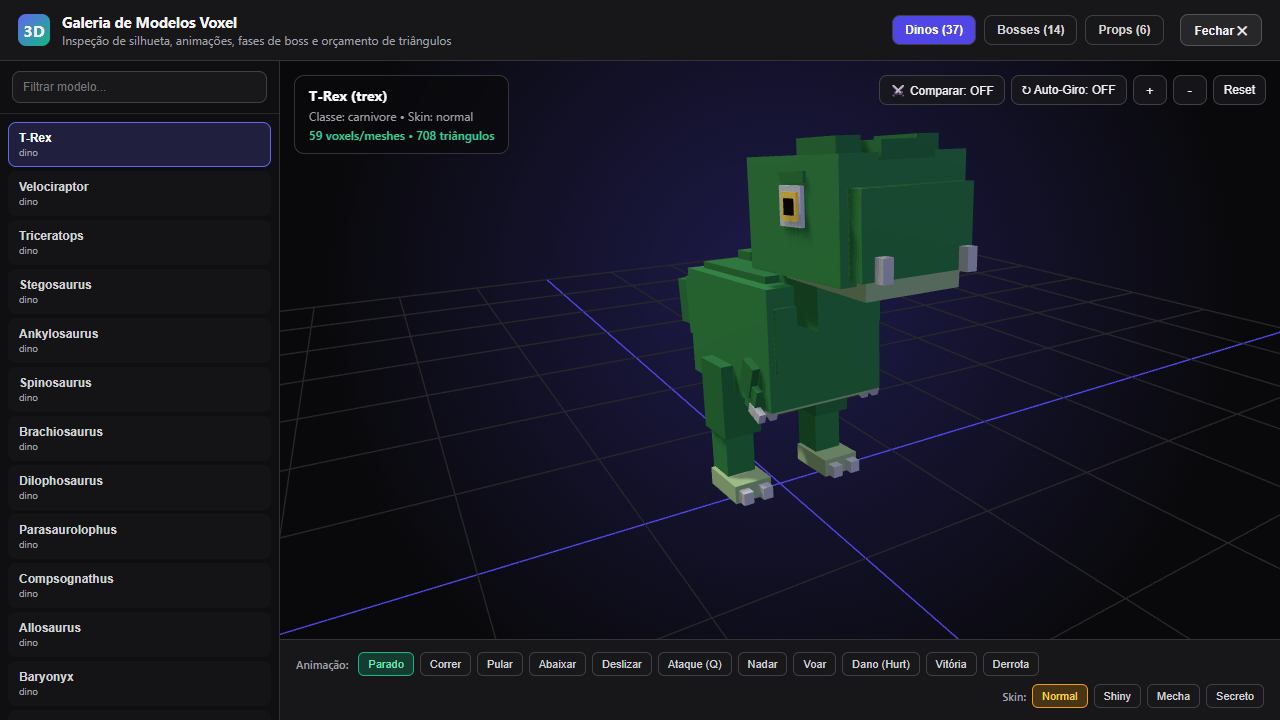 3D
Galeria de Modelos Voxel
Inspeção de silhueta, animações, fases de boss e orçamento de triângulos
Dinos (37)
Bosses (14)
Props (6)
Fechar ✕
Filtrar modelo...
T-Rex
dino
Velociraptor
dino
Triceratops
dino
Stegosaurus
dino
Ankylosaurus
dino
Spinosaurus
dino
Brachiosaurus
dino
Dilophosaurus
dino
Parasaurolophus
dino
Compsognathus
dino
Allosaurus
dino
Baryonyx
dino
T-Rex (trex)
Classe: carnivore • Skin: normal
59 voxels/meshes • 708 triângulos
⚔ Comparar: OFF
↻ Auto-Giro: OFF
+
-
Reset
Animação:
Parado
Correr
Pular
Abaixar
Deslizar
Ataque (Q)
Nadar
Voar
Dano (Hurt)
Vitória
Derrota
Skin:
Normal
Shiny
Mecha
Secreto